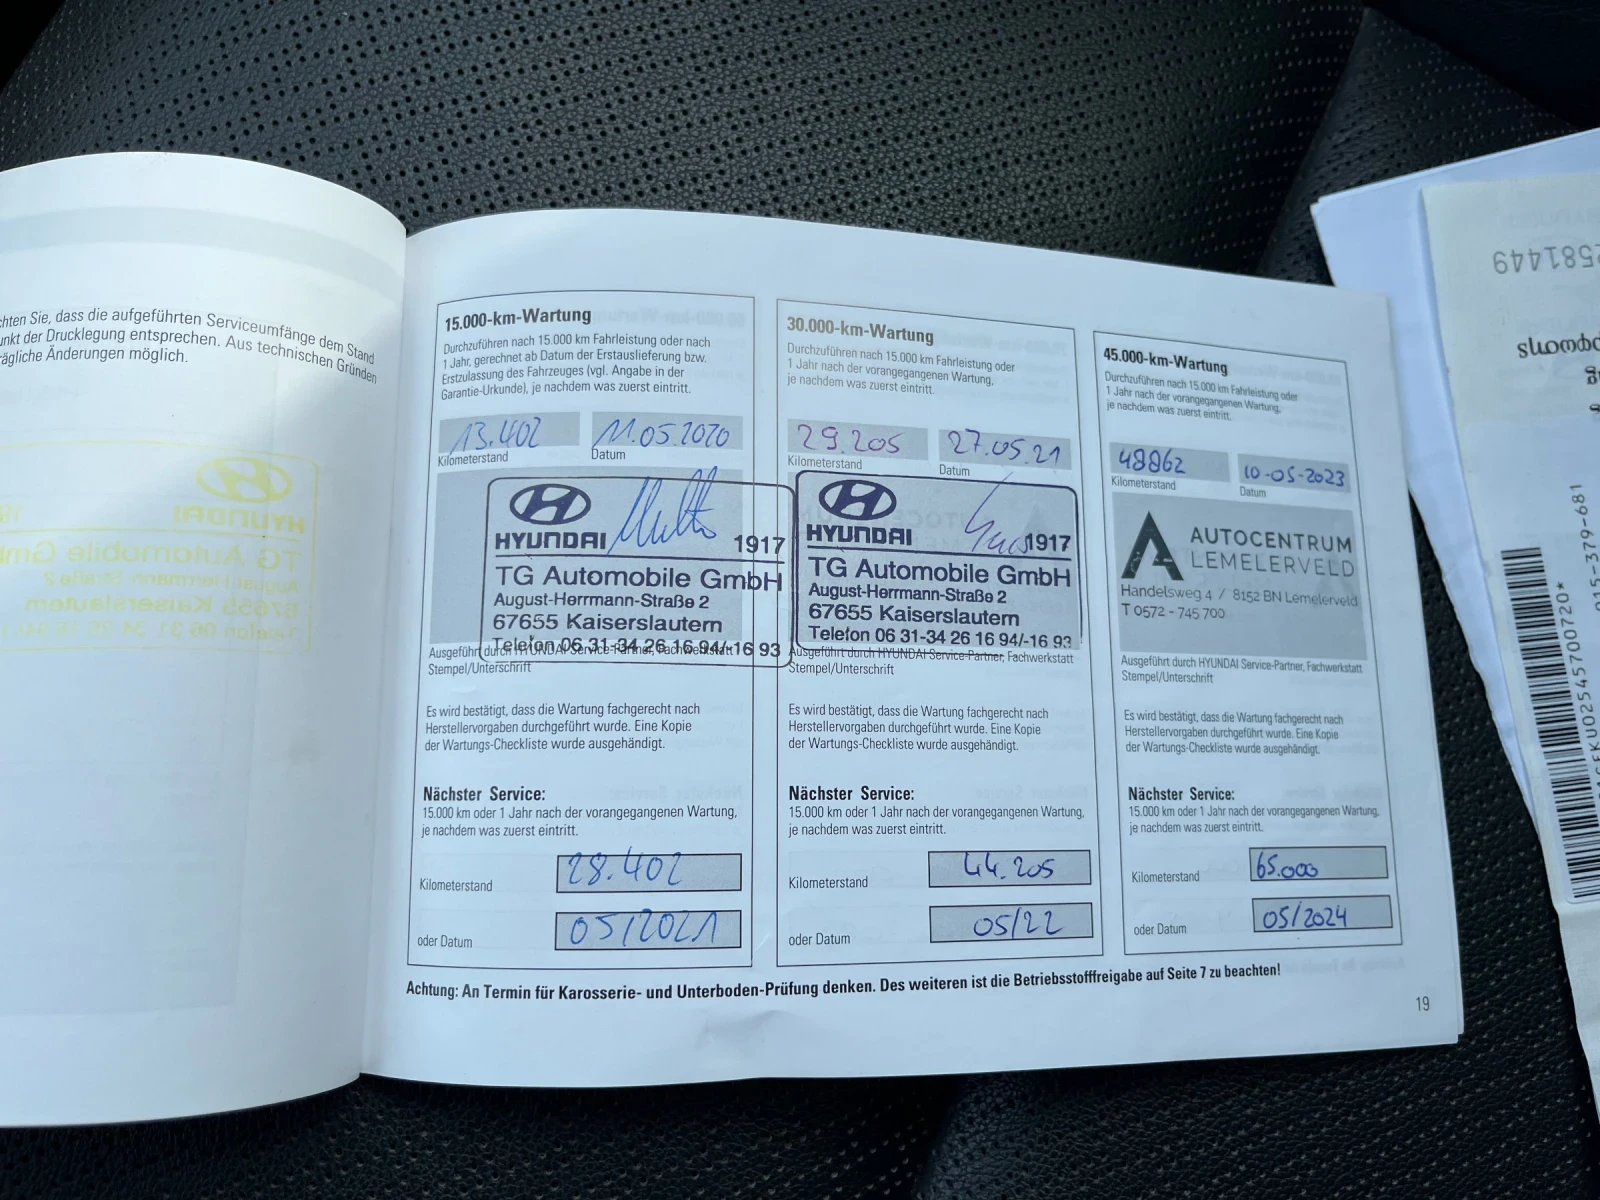 chten Sie, dass die aufgeführten Serviceumfänge dem Stand
unkt der Drucklegung entsprechen. Aus technischen Gründen
rägliche Änderungen möglich.
15.000-km-Wartung
Durchzuführen nach 15.000 km Fahrleistung oder nach
1 Jahr, gerechnet ab Datum der Erstauslieferung bzw.
Erstzulassung des Fahrzeuges (vgl. Angabe in der
Garantie-Urkunde), je nachdem was zuerst eintritt.
13.402 11.05.2020
Kilometerstand Datum
HYUNDAI 1917
TG Automobile GmbH
August-Herrmann-Straße 2
67655 Kaiserslautern
Telefon 06 31-34 26 16 94/-16 93
Ausgeführt durch HYUNDAI Service-Partner, Fachwerkstatt
Stempel/Unterschrift
Es wird bestätigt, dass die Wartung fachgerecht nach
Herstellervorgaben durchgeführt wurde. Eine Kopie
der Wartungs-Checkliste wurde ausgehändigt.
Nächster Service:
15.000 km oder 1 Jahr nach der vorangegangenen Wartung,
je nachdem was zuerst eintritt.
Kilometerstand 28.402
oder Datum 05/2021
30.000-km-Wartung
Durchzuführen nach 15.000 km Fahrleistung oder
1 Jahr nach der vorangegangenen Wartung,
je nachdem was zuerst eintritt.
29.205 27.05.21
Kilometerstand Datum
HYUNDAI 1917
TG Automobile GmbH
August-Herrmann-Straße 2
67655 Kaiserslautern
Telefon 06 31-34 26 16 94/-16 93
Ausgeführt durch HYUNDAI Service-Partner, Fachwerkstatt
Stempel/Unterschrift
Es wird bestätigt, dass die Wartung fachgerecht nach
Herstellervorgaben durchgeführt wurde. Eine Kopie
der Wartungs-Checkliste wurde ausgehändigt.
Nächster Service:
15.000 km oder 1 Jahr nach der vorangegangenen Wartung,
je nachdem was zuerst eintritt.
Kilometerstand 44.205
oder Datum 05/22
45.000-km-Wartung
Durchzuführen nach 15.000 km Fahrleistung oder
1 Jahr nach der vorangegangenen Wartung,
je nachdem was zuerst eintritt.
48862 10-05-2023
Kilometerstand Datum
AUTOCENTRUM
LEMELERVELD
Handelsweg 4 / 8152 BN Lemelerveld
T 0572 - 745 700
Ausgeführt durch HYUNDAI Service-Partner, Fachwerkstatt
Stempel/Unterschrift
Es wird bestätigt, dass die Wartung fachgerecht nach
Herstellervorgaben durchgeführt wurde. Eine Kopie
der Wartungs-Checkliste wurde ausgehändigt.
Nächster Service:
15.000 km oder 1 Jahr nach der vorangegangenen Wartung,
je nachdem was zuerst eintritt.
Kilometerstand 65.000
oder Datum 05/2024
Achtung: An Termin für Karosserie- und Unterboden-Prüfung denken. Des weiteren ist die Betriebsstofffreigabe auf Seite 7 zu beachten!
19
2581449
015-379-681